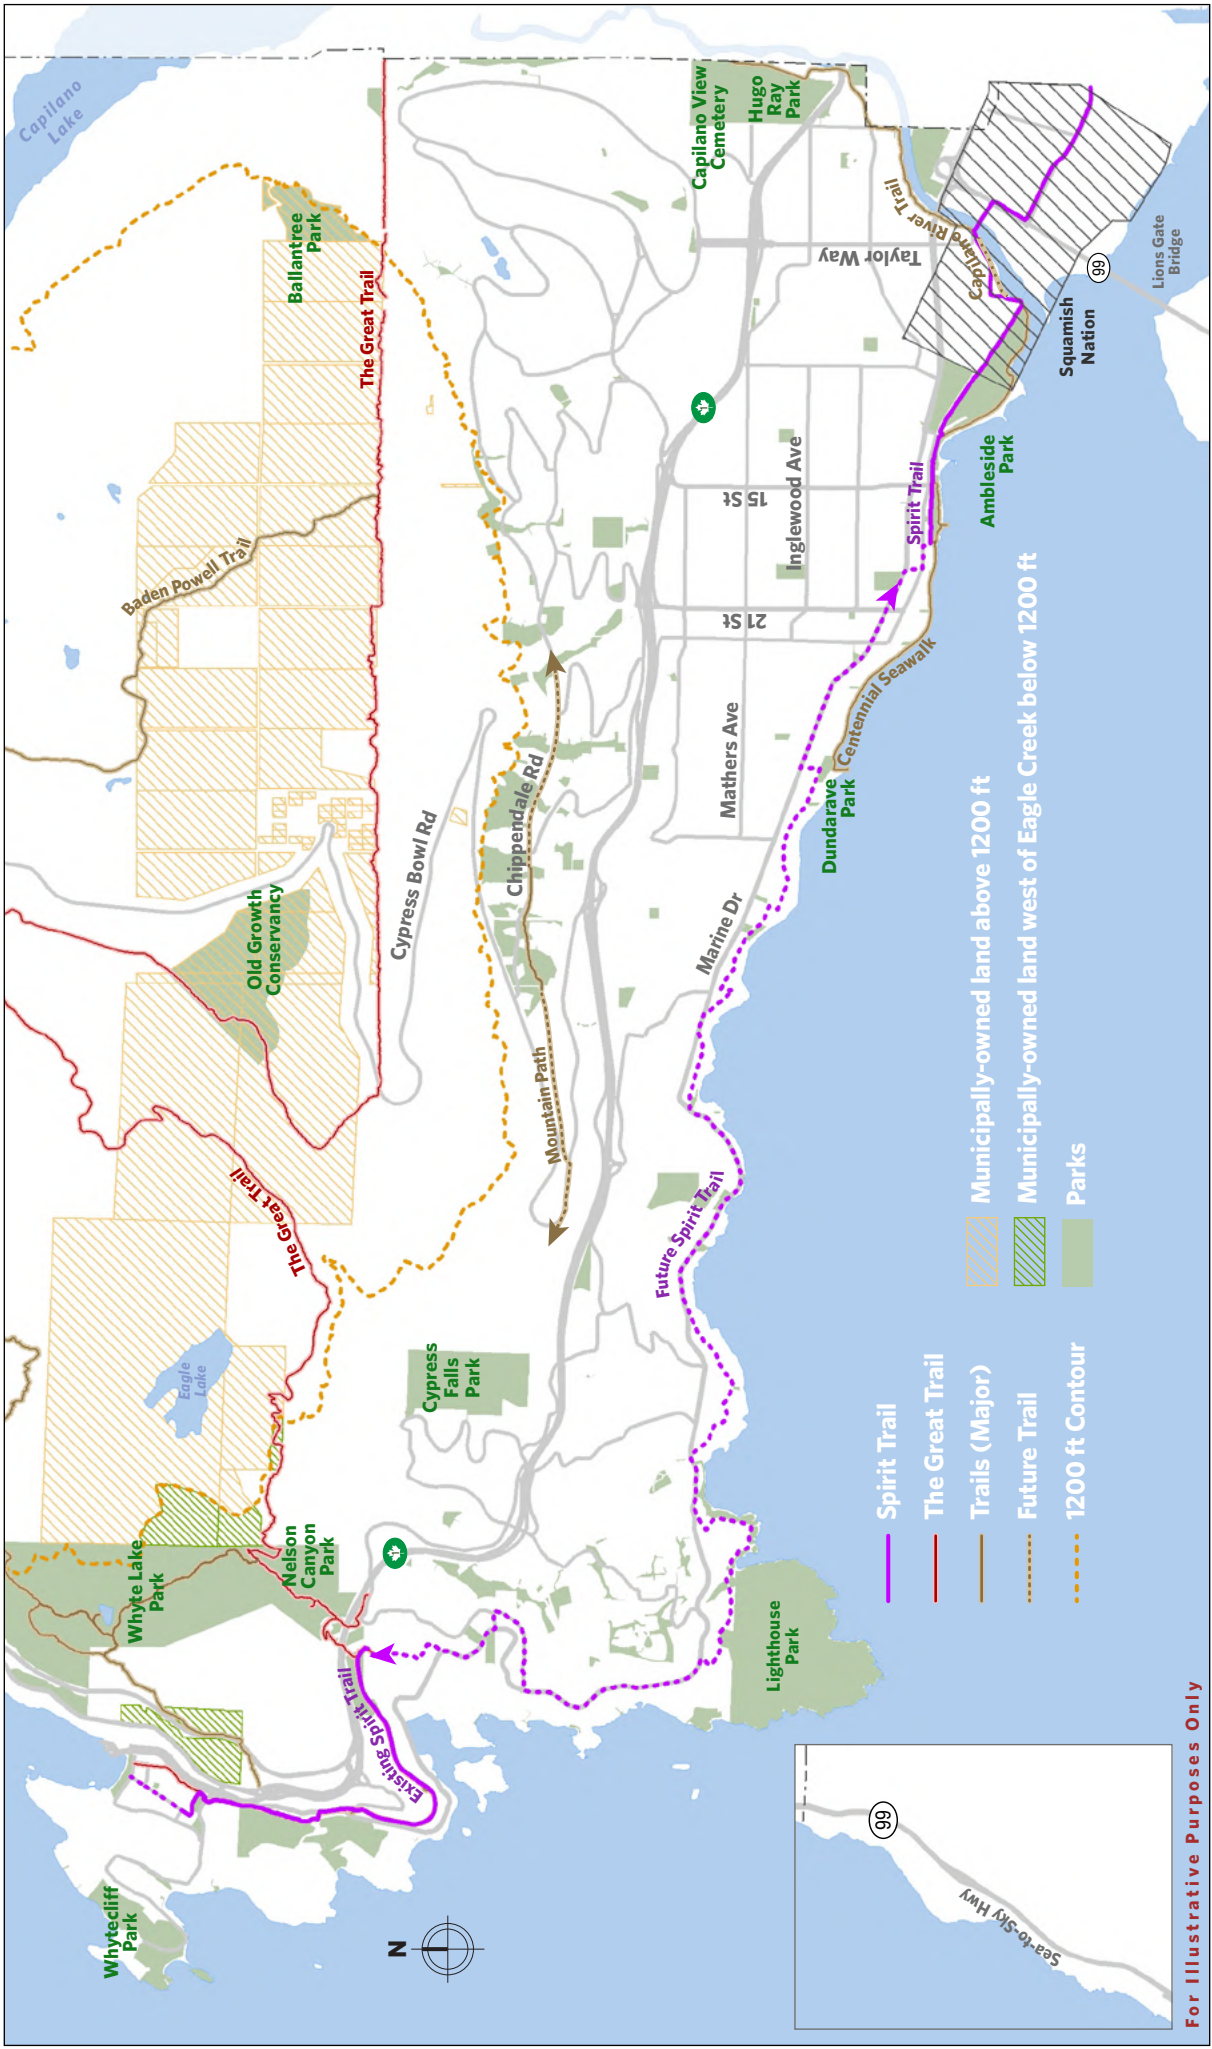 Capilano
Lake
Capilano View
Cemetery
Hugo
Ray
Park
Ballantree
Park
The Great Trail
Taylor Way
Capilano River Trail
99
Lions Gate
Bridge
Squamish
Nation
Baden Powell Trail
15 St
Inglewood Ave
Spirit Trail
Ambleside
Park
21 St
Centennial Seawalk
Mathers Ave
Dundarave
Park
Chippendale Rd
Cypress Bowl Rd
Old Growth
Conservancy
Marine Dr
Mountain Path
The Great Trail
Future Spirit Trail
Eagle
Lake
Cypress
Falls
Park
Whyte Lake
Park
Nelson
Canyon
Park
Lighthouse
Park
Existing Spirit Trail
Whytecliff
Park
N
Spirit Trail
The Great Trail
Trails (Major)
Future Trail
1200 ft Contour
Municipally-owned land above 1200 ft
Municipally-owned land west of Eagle Creek below 1200 ft
Parks
99
Sea-to-Sky Hwy
For Illustrative Purposes Only